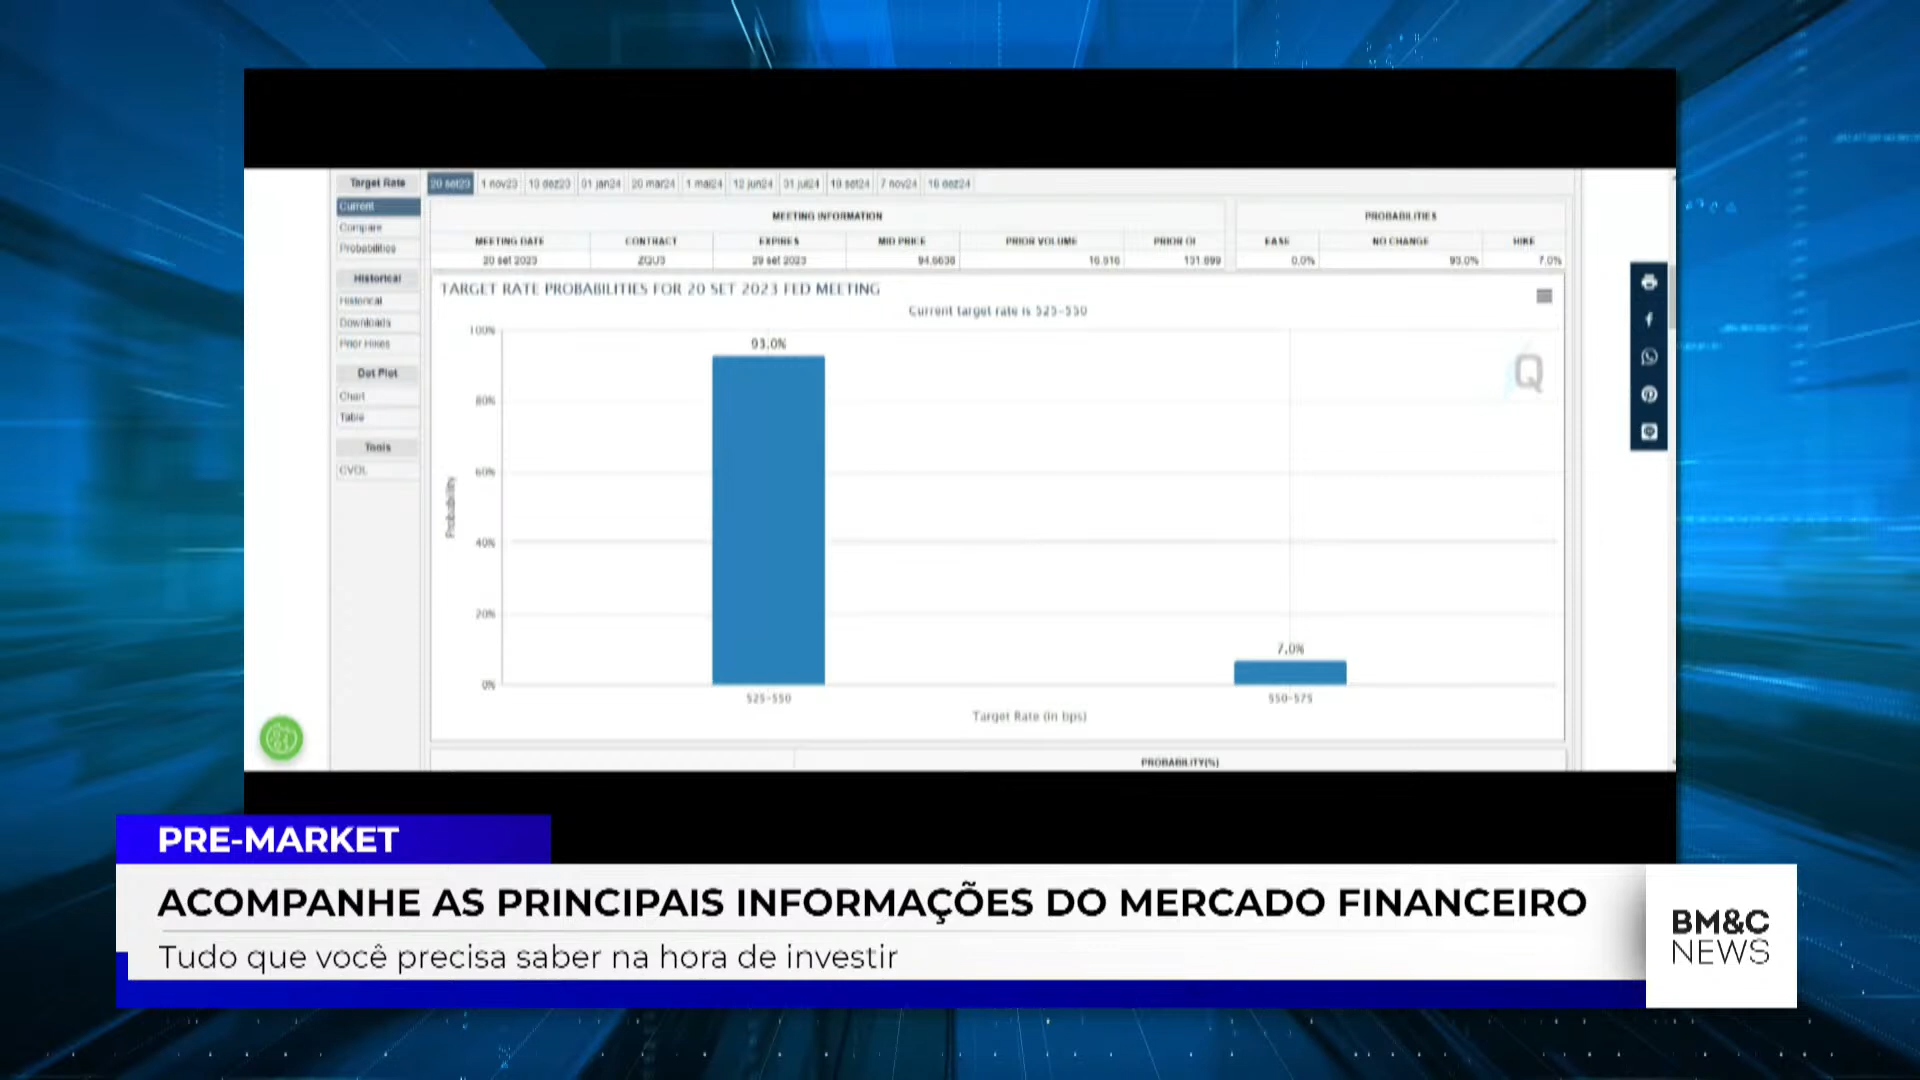 Target Rate
20 set23 1 nov23 13 dez23 31 jan24 20 mar24 1 mai24 12 jun24 31 jul24 18 set24 7 nov24 18 dez24
Current
Compare
Probabilities
Historical
Historical
Downloads
Prior Hikes
Dot Plot
Chart
Table
Tools
CVOL
MEETING INFORMATION
PROBABILITIES
MEETING DATE CONTRACT EXPIRES MID PRICE PRIOR VOLUME PRIOR OI EASE NO CHANGE HIKE
20 set 2023 ZQU3 29 set 2023 0.0% 93.0% 7.0%
TARGET RATE PROBABILITIES FOR 20 SET 2023 FED MEETING
Current target rate is 525-550
100%
93.0%
Q
80%
60%
Probability
40%
20%
7.0%
0%
525-550 550-575
Target Rate (in bps)
PROBABILITY(%)
PRE-MARKET
ACOMPANHE AS PRINCIPAIS INFORMAÇÕES DO MERCADO FINANCEIRO
Tudo que você precisa saber na hora de investir
BM&C
NEWS